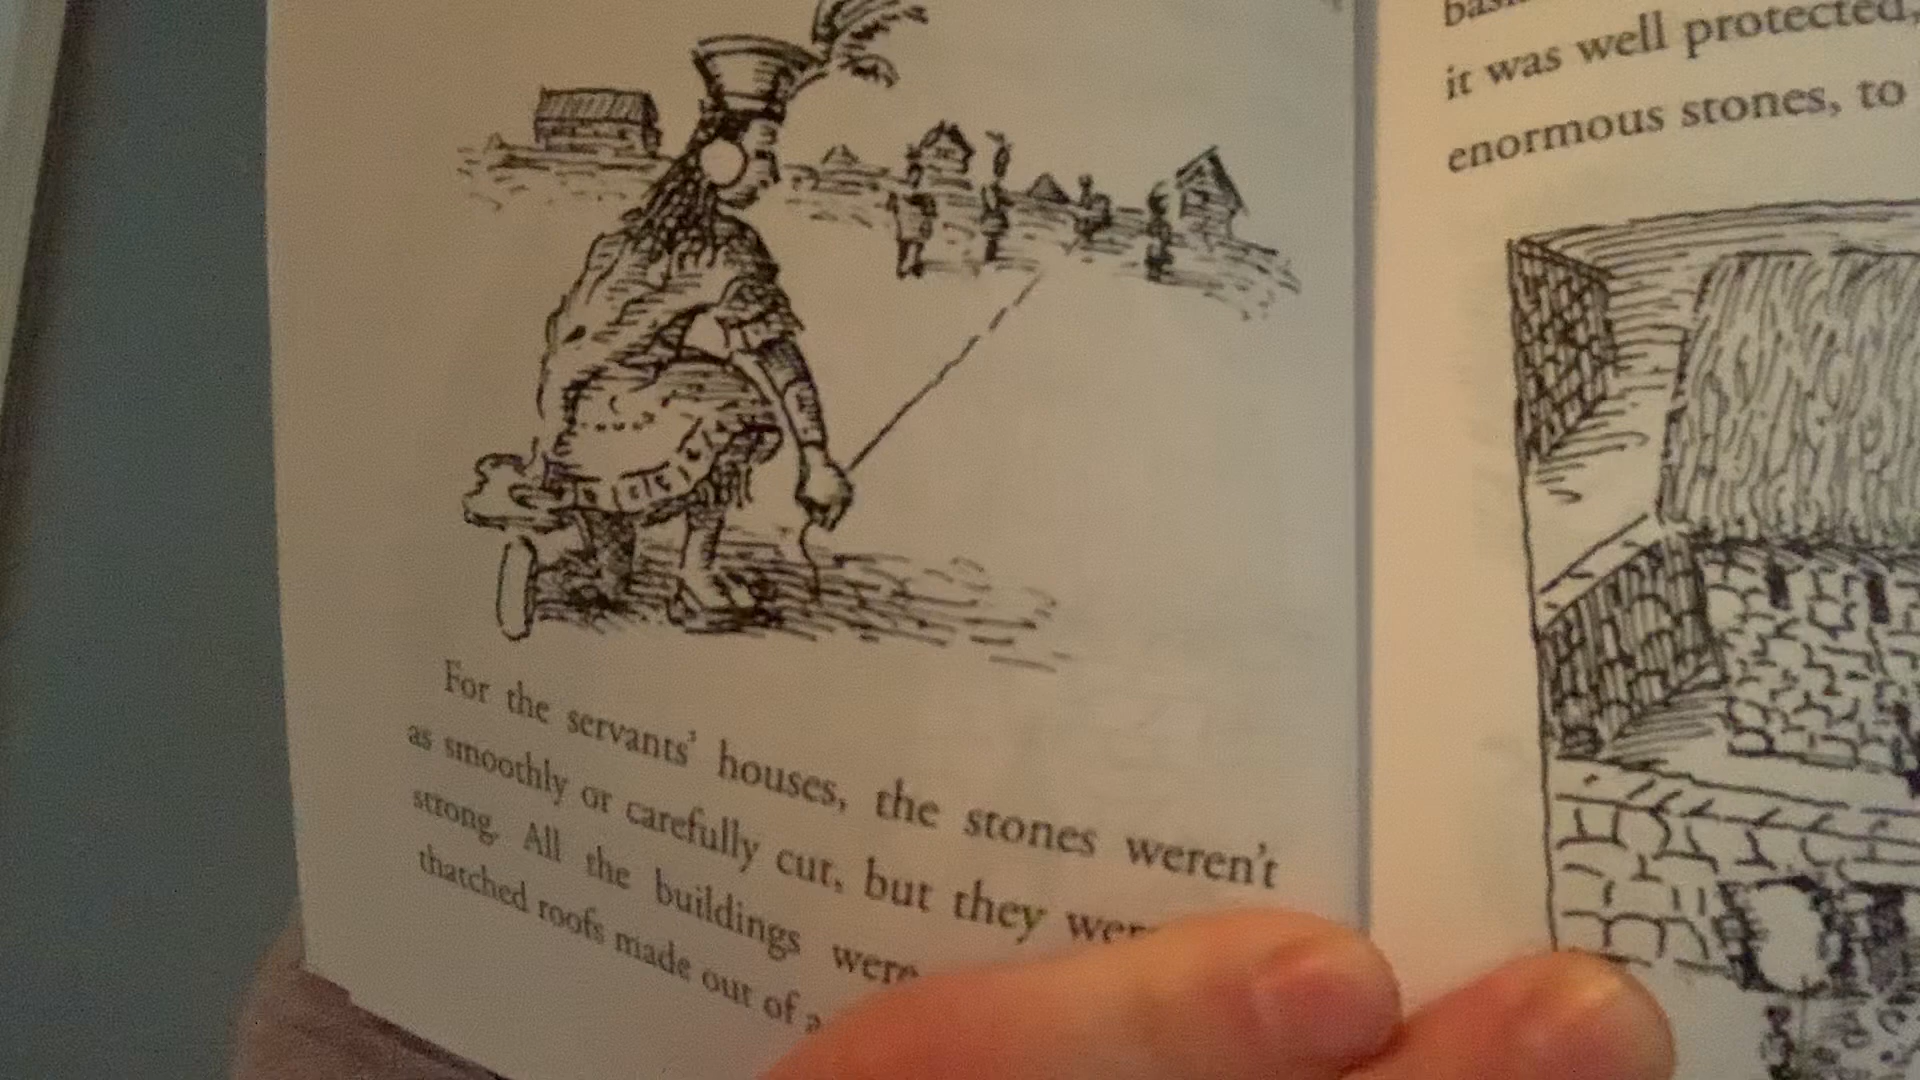 For the servants' houses, the stones weren't
as smoothly or carefully cut, but they
strong. All the buildings were
thatched roofs made out of a
it was well protected,
enormous stones, to